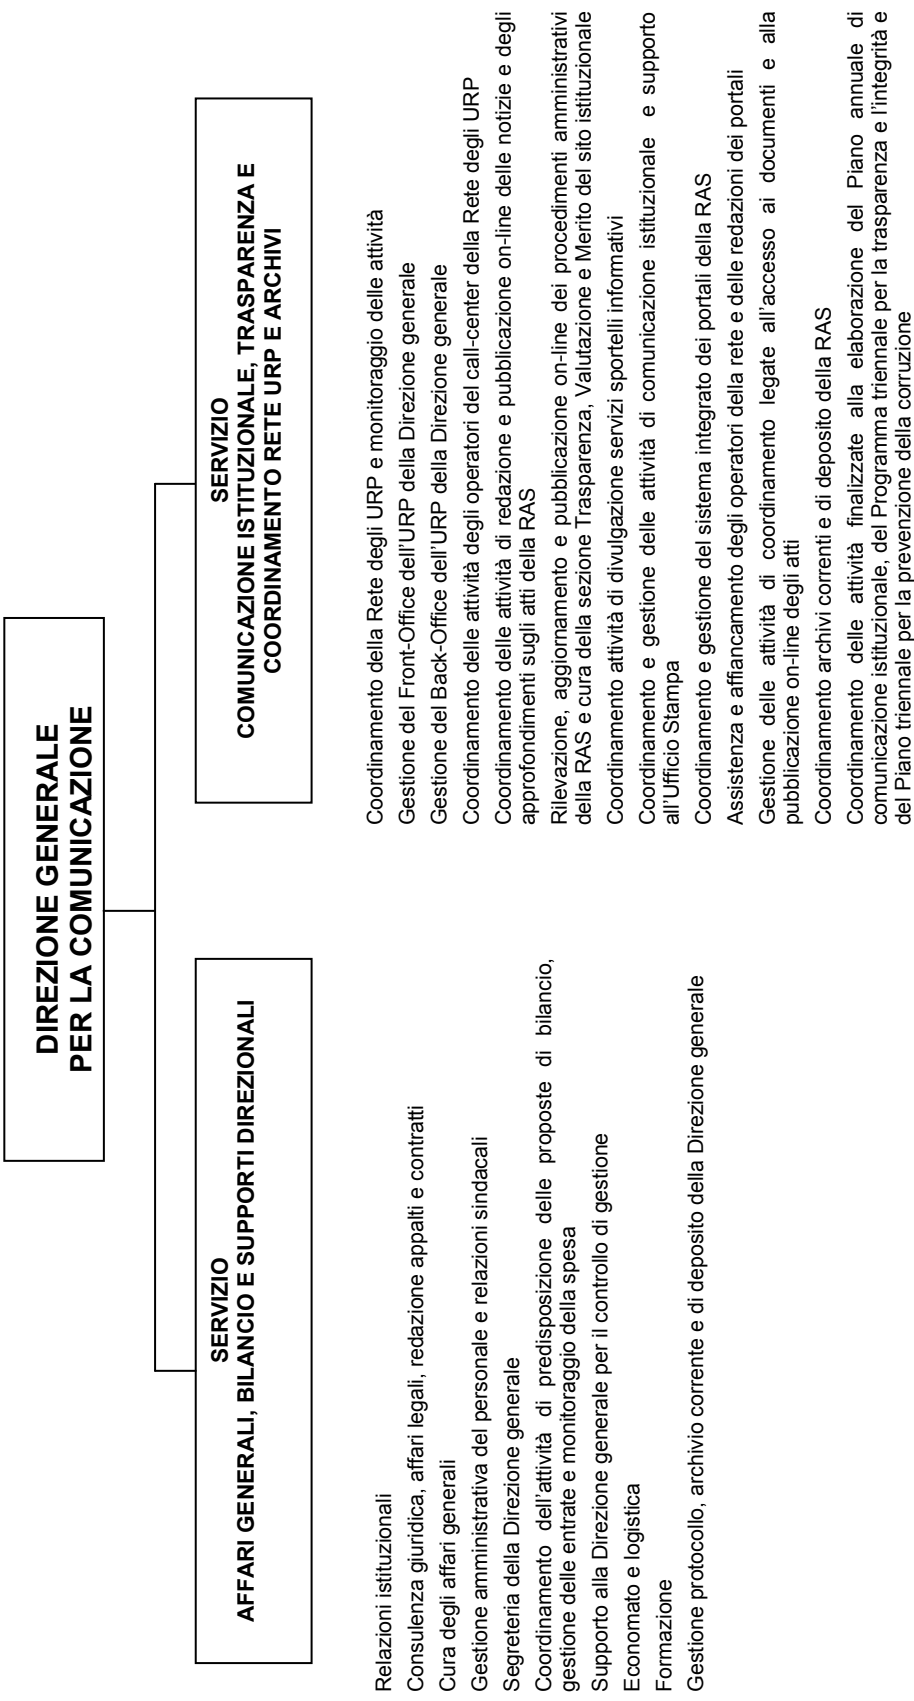 DIREZIONE GENERALE
PER LA COMUNICAZIONE
SERVIZIO
AFFARI GENERALI, BILANCIO E SUPPORTI DIREZIONALI
Relazioni istituzionali
Consulenza giuridica, affari legali, redazione appalti e contratti
Cura degli affari generali
Gestione amministrativa del personale e relazioni sindacali
Segreteria della Direzione generale
Coordinamento dell'attività di predisposizione delle proposte di bilancio,
gestione delle entrate e monitoraggio della spesa
Supporto alla Direzione generale per il controllo di gestione
Economato e logistica
Formazione
Gestione protocollo, archivio corrente e di deposito della Direzione generale
SERVIZIO
COMUNICAZIONE ISTITUZIONALE, TRASPARENZA E
COORDINAMENTO RETE URP E ARCHIVI
Coordinamento della Rete degli URP e monitoraggio delle attività
Gestione del Front-Office dell'URP della Direzione generale
Gestione del Back-Office dell'URP della Direzione generale
Coordinamento delle attività degli operatori del call-center della Rete degli URP
Coordinamento delle attività di redazione e pubblicazione on-line delle notizie e degli
approfondimenti sugli atti della RAS
Rilevazione, aggiornamento e pubblicazione on-line dei procedimenti amministrativi
della RAS e cura della sezione Trasparenza, Valutazione e Merito del sito istituzionale
Coordinamento attività di divulgazione servizi sportelli informativi
Coordinamento e gestione delle attività di comunicazione istituzionale e supporto
all'Ufficio Stampa
Coordinamento e gestione del sistema integrato dei portali della RAS
Assistenza e affiancamento degli operatori della rete e delle redazioni dei portali
Gestione delle attività di coordinamento legate all'accesso ai documenti e alla
pubblicazione on-line degli atti
Coordinamento archivi correnti e di deposito della RAS
Coordinamento delle attività finalizzate alla elaborazione del Piano annuale di
comunicazione istituzionale, del Programma triennale per la trasparenza e l'integrità e
del Piano triennale per la prevenzione della corruzione